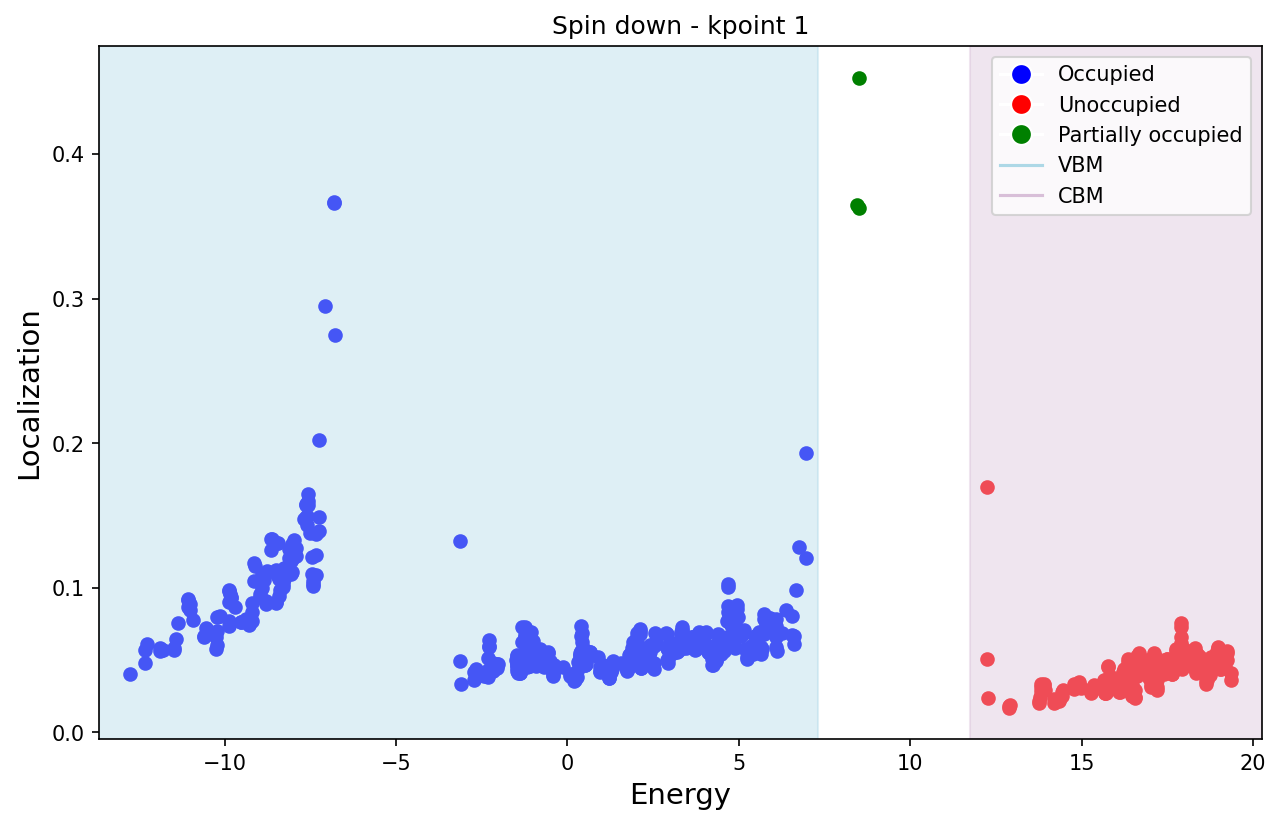 Spin down - kpoint 1
Localization
0.4
0.3
0.2
0.1
0.0
Occupied
Unoccupied
Partially occupied
VBM
CBM
−10
−5
0
5
10
15
20
Energy